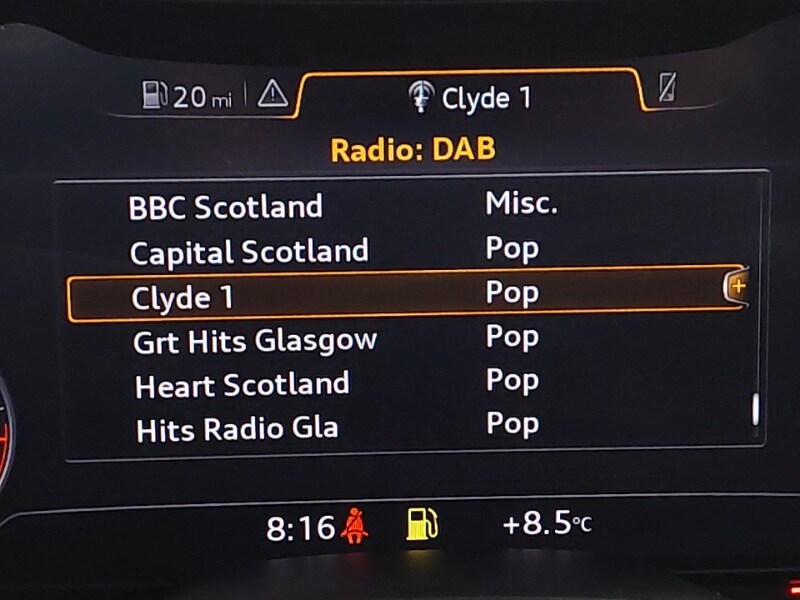 20 mi Clyde 1
Radio: DAB
BBC Scotland Misc.
Capital Scotland Pop
Clyde 1 Pop
Grt Hits Glasgow Pop
Heart Scotland Pop
Hits Radio Gla Pop
8:16 +8.5°C